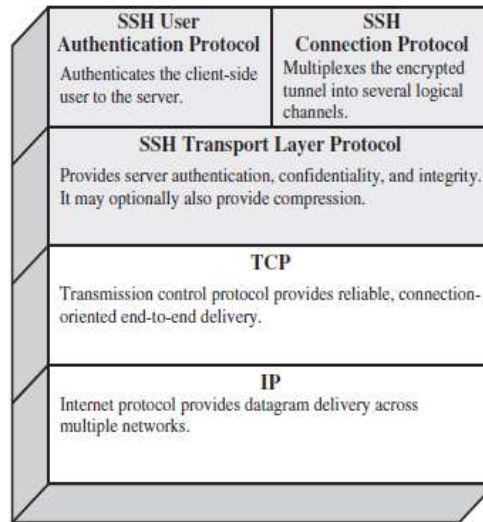 SSH User
Authentication Protocol
Authenticates the client-side
user to the server.
SSH
Connection Protocol
Multiplexes the encrypted
tunnel into several logical
channels.
SSH Transport Layer Protocol
Provides server authentication, confidentiality, and integrity.
It may optionally also provide compression.
TCP
Transmission control protocol provides reliable, connection-
oriented end-to-end delivery.
IP
Internet protocol provides datagram delivery across
multiple networks.